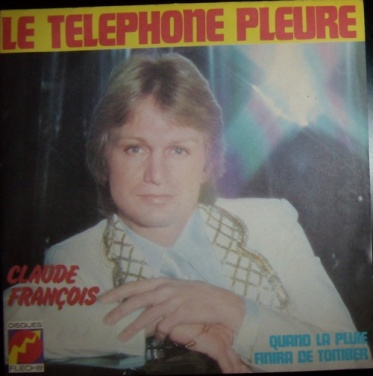 LE TELEPHONE PLEURE
CLAUDE
FRANÇOIS
DISQUES
FLECHE
QUAND LA PLUIE
FINIRA DE TOMBER